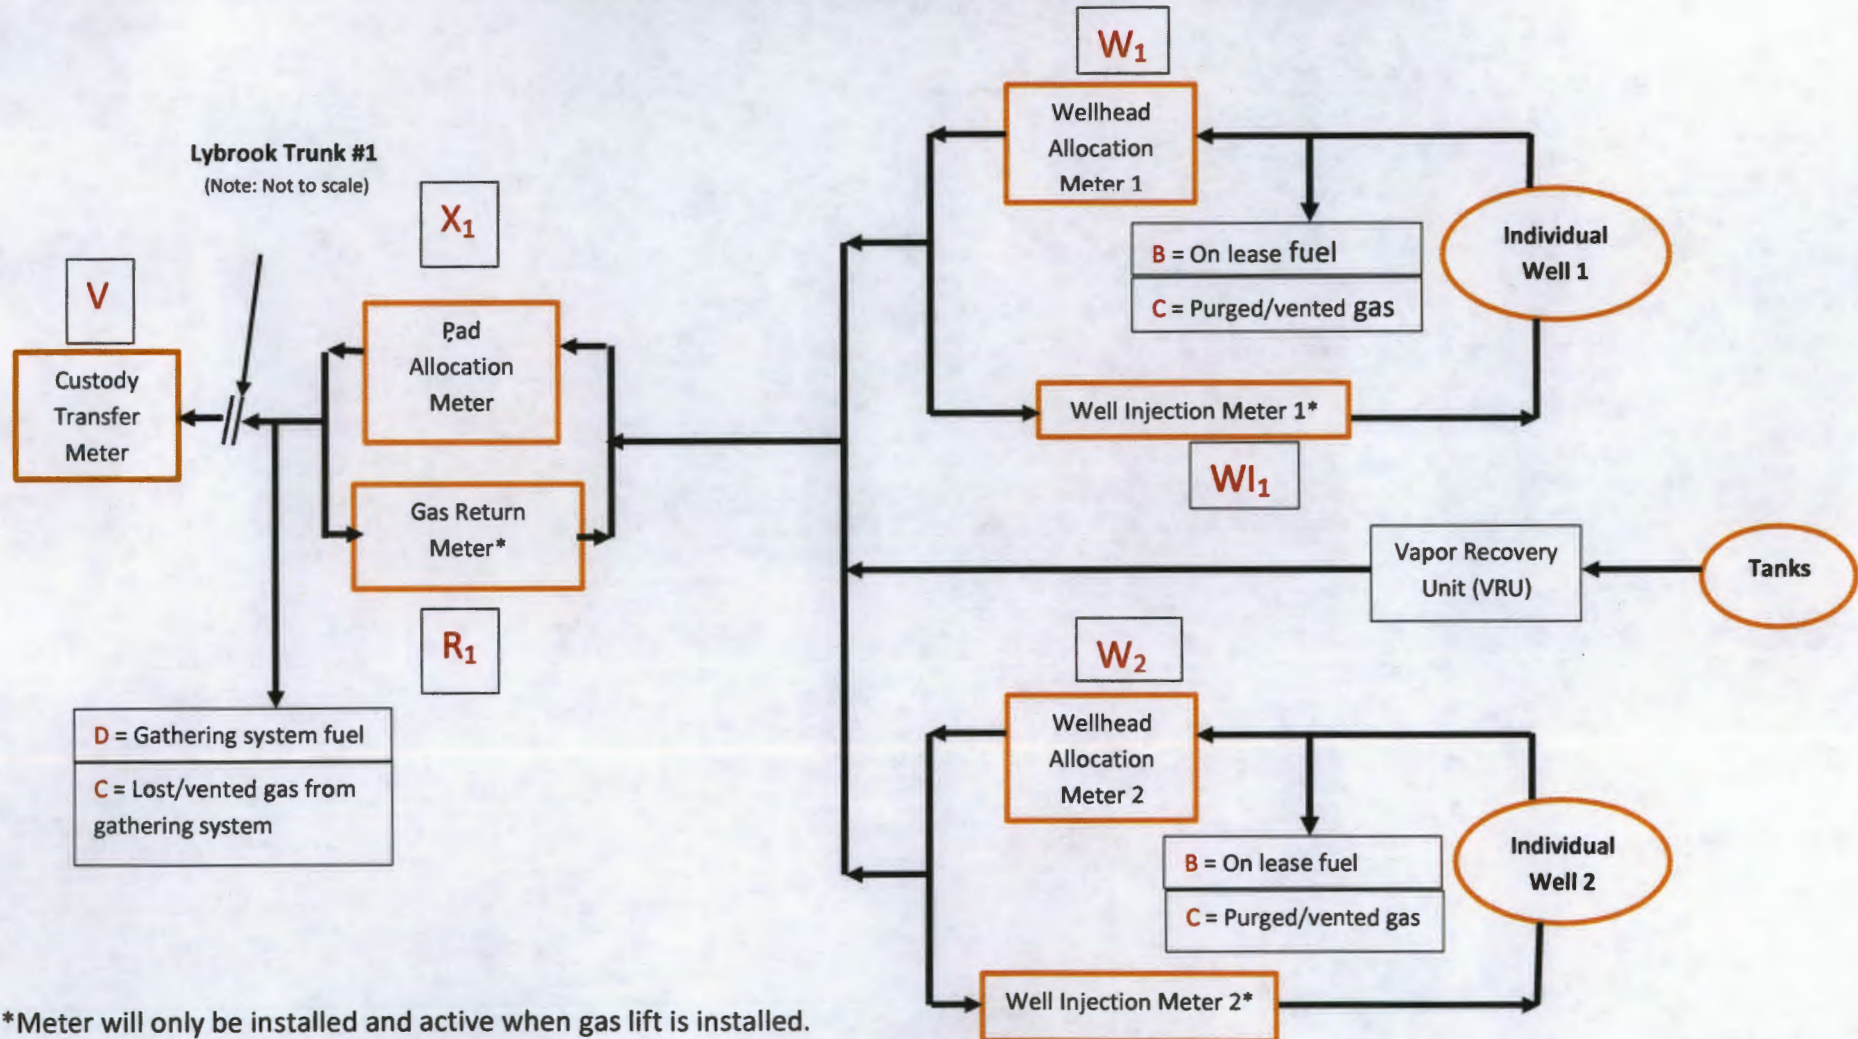 W₁
Wellhead
Allocation
Meter 1
Lybrook Trunk #1
(Note: Not to scale)
X₁
B = On lease fuel
C = Purged/vented gas
Individual
Well 1
V
Pad
Allocation
Meter
Custody
Transfer
Meter
Well Injection Meter 1*
WI₁
Gas Return
Meter*
Vapor Recovery
Unit (VRU)
Tanks
R₁
W₂
D = Gathering system fuel
C = Lost/vented gas from
gathering system
Wellhead
Allocation
Meter 2
B = On lease fuel
C = Purged/vented gas
Individual
Well 2
Well Injection Meter 2*
*Meter will only be installed and active when gas lift is installed.